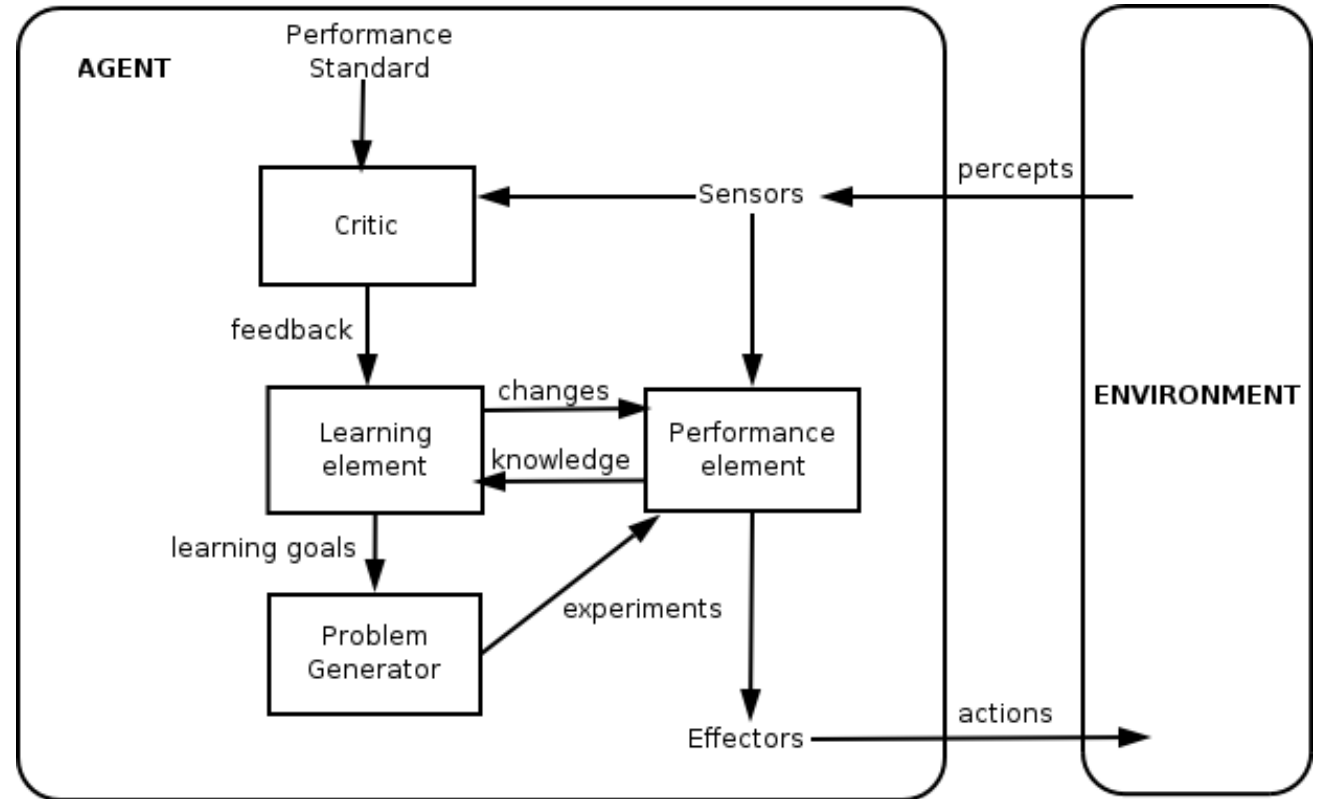 Performance
Standard
AGENT
percepts
Sensors
Critic
feedback
changes
ENVIRONMENT
Learning
element
Performance
element
knowledge
learning goals
experiments
Problem
Generator
actions
Effectors